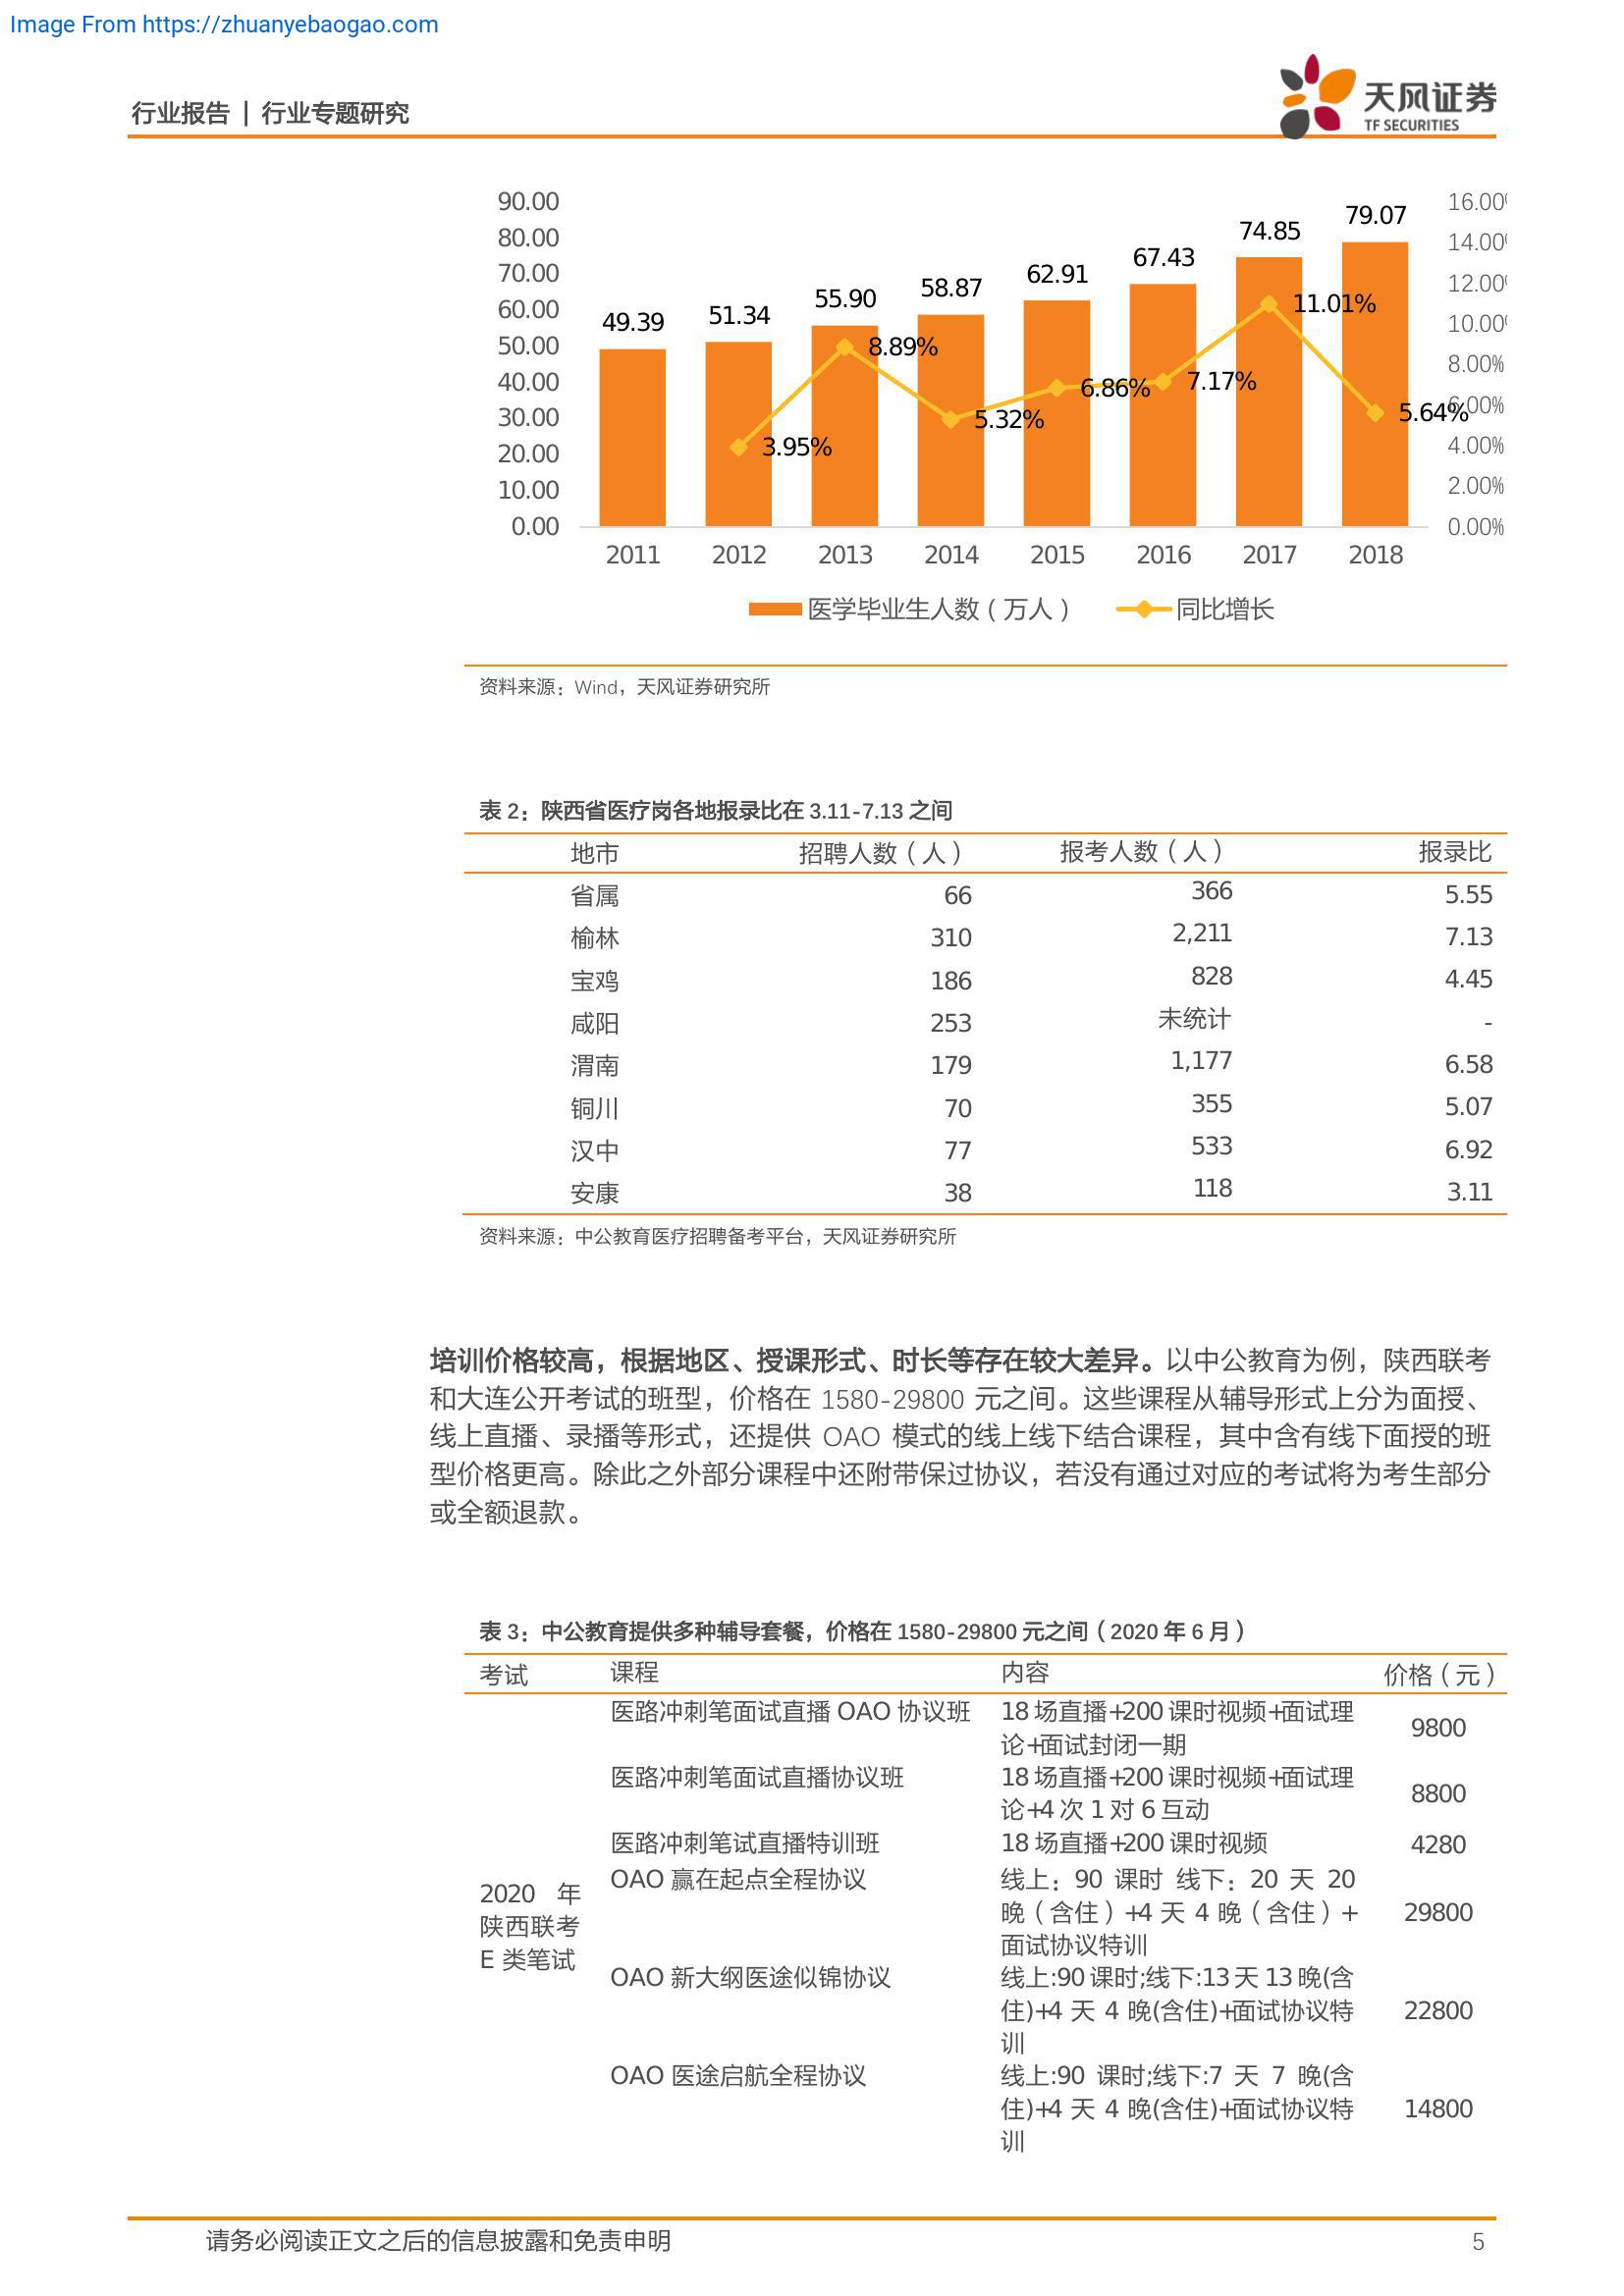 Image From https://zhuanyebaogao.com
行业报告 | 行业专题研究
天风证券
TF SECURITIES
90.00
80.00
70.00
60.00
50.00
40.00
30.00
20.00
10.00
0.00
49.39
51.34
55.90
58.87
62.91
67.43
74.85
79.07
3.95%
8.89%
5.32%
6.86%
7.17%
11.01%
5.64%
16.00
14.00
12.00
10.00
8.00%
6.00%
4.00%
2.00%
0.00%
2011 2012 2013 2014 2015 2016 2017 2018
医学毕业生人数（万人） 同比增长
资料来源：Wind，天风证券研究所
表 2：陕西省医疗岗各地报录比在 3.11-7.13 之间
地市 招聘人数（人） 报考人数（人） 报录比
省属 66 366 5.55
榆林 310 2,211 7.13
宝鸡 186 828 4.45
咸阳 253 未统计 -
渭南 179 1,177 6.58
铜川 70 355 5.07
汉中 77 533 6.92
安康 38 118 3.11
资料来源：中公教育医疗招聘备考平台，天风证券研究所
培训价格较高，根据地区、授课形式、时长等存在较大差异。以中公教育为例，陕西联考
和大连公开考试的班型，价格在 1580-29800 元之间。这些课程从辅导形式上分为面授、
线上直播、录播等形式，还提供 OAO 模式的线上线下结合课程，其中含有线下面授的班
型价格更高。除此之外部分课程中还附带保过协议，若没有通过对应的考试将为考生部分
或全额退款。
表 3：中公教育提供多种辅导套餐，价格在 1580-29800 元之间（2020 年 6 月）
考试 课程 内容 价格（元）
2020 年
陕西联考
E 类笔试
医路冲刺笔面试直播 OAO 协议班
18 场直播+200 课时视频+面试理
论+面试封闭一期
9800
医路冲刺笔面试直播协议班
18 场直播+200 课时视频+面试理
论+4 次 1 对 6 互动
8800
医路冲刺笔试直播特训班 18 场直播+200 课时视频 4280
OAO 赢在起点全程协议
线上：90 课时 线下：20 天 20
晚（含住）+4 天 4 晚（含住）+
面试协议特训
29800
OAO 新大纲医途似锦协议
线上:90 课时;线下:13 天 13 晚(含
住)+4 天 4 晚(含住)+面试协议特
训
22800
OAO 医途启航全程协议
线上:90 课时;线下:7 天 7 晚(含
住)+4 天 4 晚(含住)+面试协议特
训
14800
请务必阅读正文之后的信息披露和免责申明 5